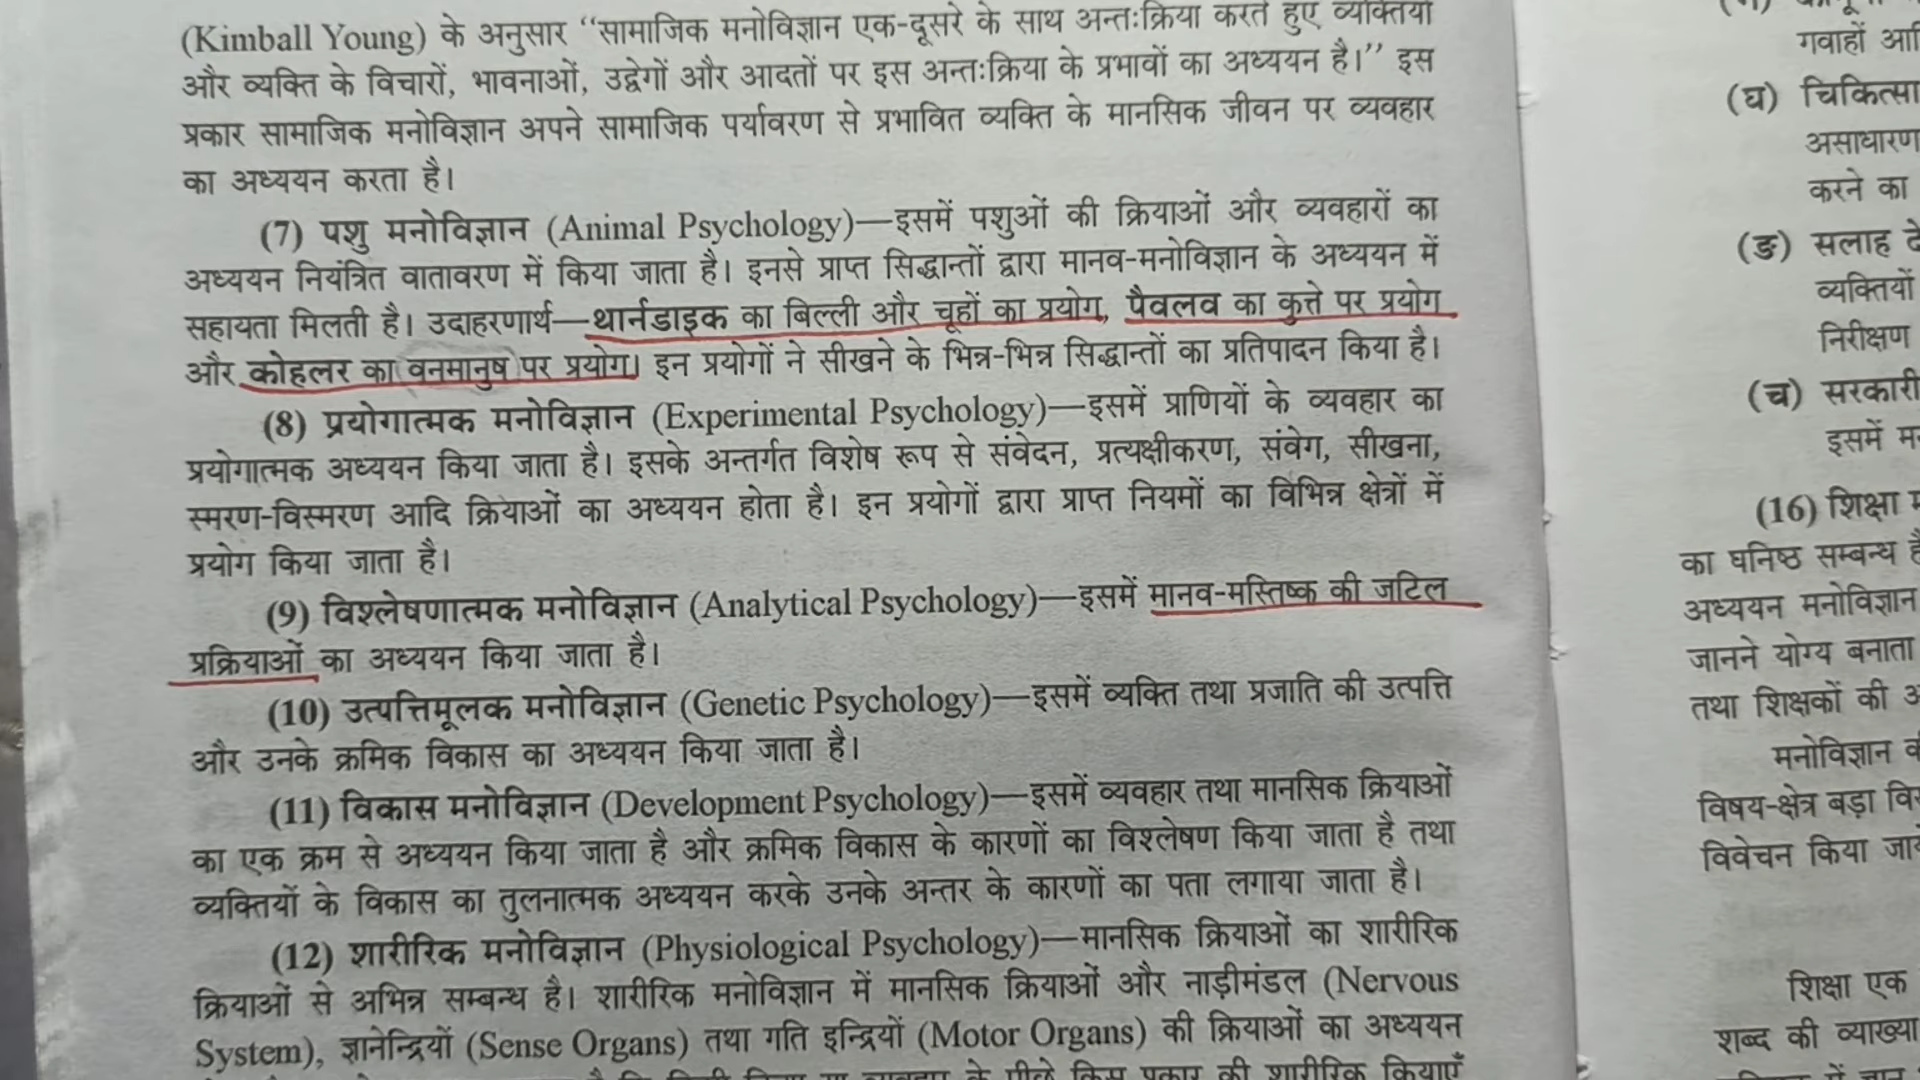 (Kimball Young) के अनुसार “सामाजिक मनोविज्ञान एक-दूसरे के साथ अन्तःक्रिया करते हुए व्यक्तियों
और व्यक्ति के विचारों, भावनाओं, उद्वेगों और आदतों पर इस अन्तःक्रिया के प्रभावों का अध्ययन है।” इस
प्रकार सामाजिक मनोविज्ञान अपने सामाजिक पर्यावरण से प्रभावित व्यक्ति के मानसिक जीवन पर व्यवहार
का अध्ययन करता है।
(7) पशु मनोविज्ञान (Animal Psychology)—इसमें पशुओं की क्रियाओं और व्यवहारों का
अध्ययन नियंत्रित वातावरण में किया जाता है। इनसे प्राप्त सिद्धान्तों द्वारा मानव-मनोविज्ञान के अध्ययन में
सहायता मिलती है। उदाहरणार्थ—थार्नडाइक का बिल्ली और चूहों का प्रयोग, पैवलव का कुत्ते पर प्रयोग
और कोहलर का वनमानुष पर प्रयोग। इन प्रयोगों ने सीखने के भिन्न-भिन्न सिद्धान्तों का प्रतिपादन किया है।
(8) प्रयोगात्मक मनोविज्ञान (Experimental Psychology)—इसमें प्राणियों के व्यवहार का
प्रयोगात्मक अध्ययन किया जाता है। इसके अन्तर्गत विशेष रूप से संवेदन, प्रत्यक्षीकरण, संवेग, सीखना,
स्मरण-विस्मरण आदि क्रियाओं का अध्ययन होता है। इन प्रयोगों द्वारा प्राप्त नियमों का विभिन्न क्षेत्रों में
प्रयोग किया जाता है।
(9) विश्लेषणात्मक मनोविज्ञान (Analytical Psychology)—इसमें मानव-मस्तिष्क की जटिल
प्रक्रियाओं का अध्ययन किया जाता है।
(10) उत्पत्तिमूलक मनोविज्ञान (Genetic Psychology)—इसमें व्यक्ति तथा प्रजाति की उत्पत्ति
और उनके क्रमिक विकास का अध्ययन किया जाता है।
(11) विकास मनोविज्ञान (Development Psychology)—इसमें व्यवहार तथा मानसिक क्रियाओं
का एक क्रम से अध्ययन किया जाता है और क्रमिक विकास के कारणों का विश्लेषण किया जाता है तथा
व्यक्तियों के विकास का तुलनात्मक अध्ययन करके उनके अन्तर के कारणों का पता लगाया जाता है।
(12) शारीरिक मनोविज्ञान (Physiological Psychology)—मानसिक क्रियाओं का शारीरिक
क्रियाओं से अभिन्न सम्बन्ध है। शारीरिक मनोविज्ञान में मानसिक क्रियाओं और नाड़ीमंडल (Nervous
System), ज्ञानेन्द्रियों (Sense Organs) तथा गति इन्द्रियों (Motor Organs) की क्रियाओं का अध्ययन
के पीछे किस प्रकार की शारीरिक क्रियाएँ
गवाहों
(घ) चिकित्सा
असाधारण
करने का
(ङ) सलाह
व्यक्तियों
निरीक्षण
(च) सरकारी
इसमें
(16) शिक्षा
का घनिष्ठ सम्बन्ध
अध्ययन मनोविज्ञान
जानने योग्य बनाता
तथा शिक्षकों की
मनोविज्ञान
विषय-क्षेत्र बड़ा
विवेचन किया
शिक्षा एक
शब्द की व्याख्या